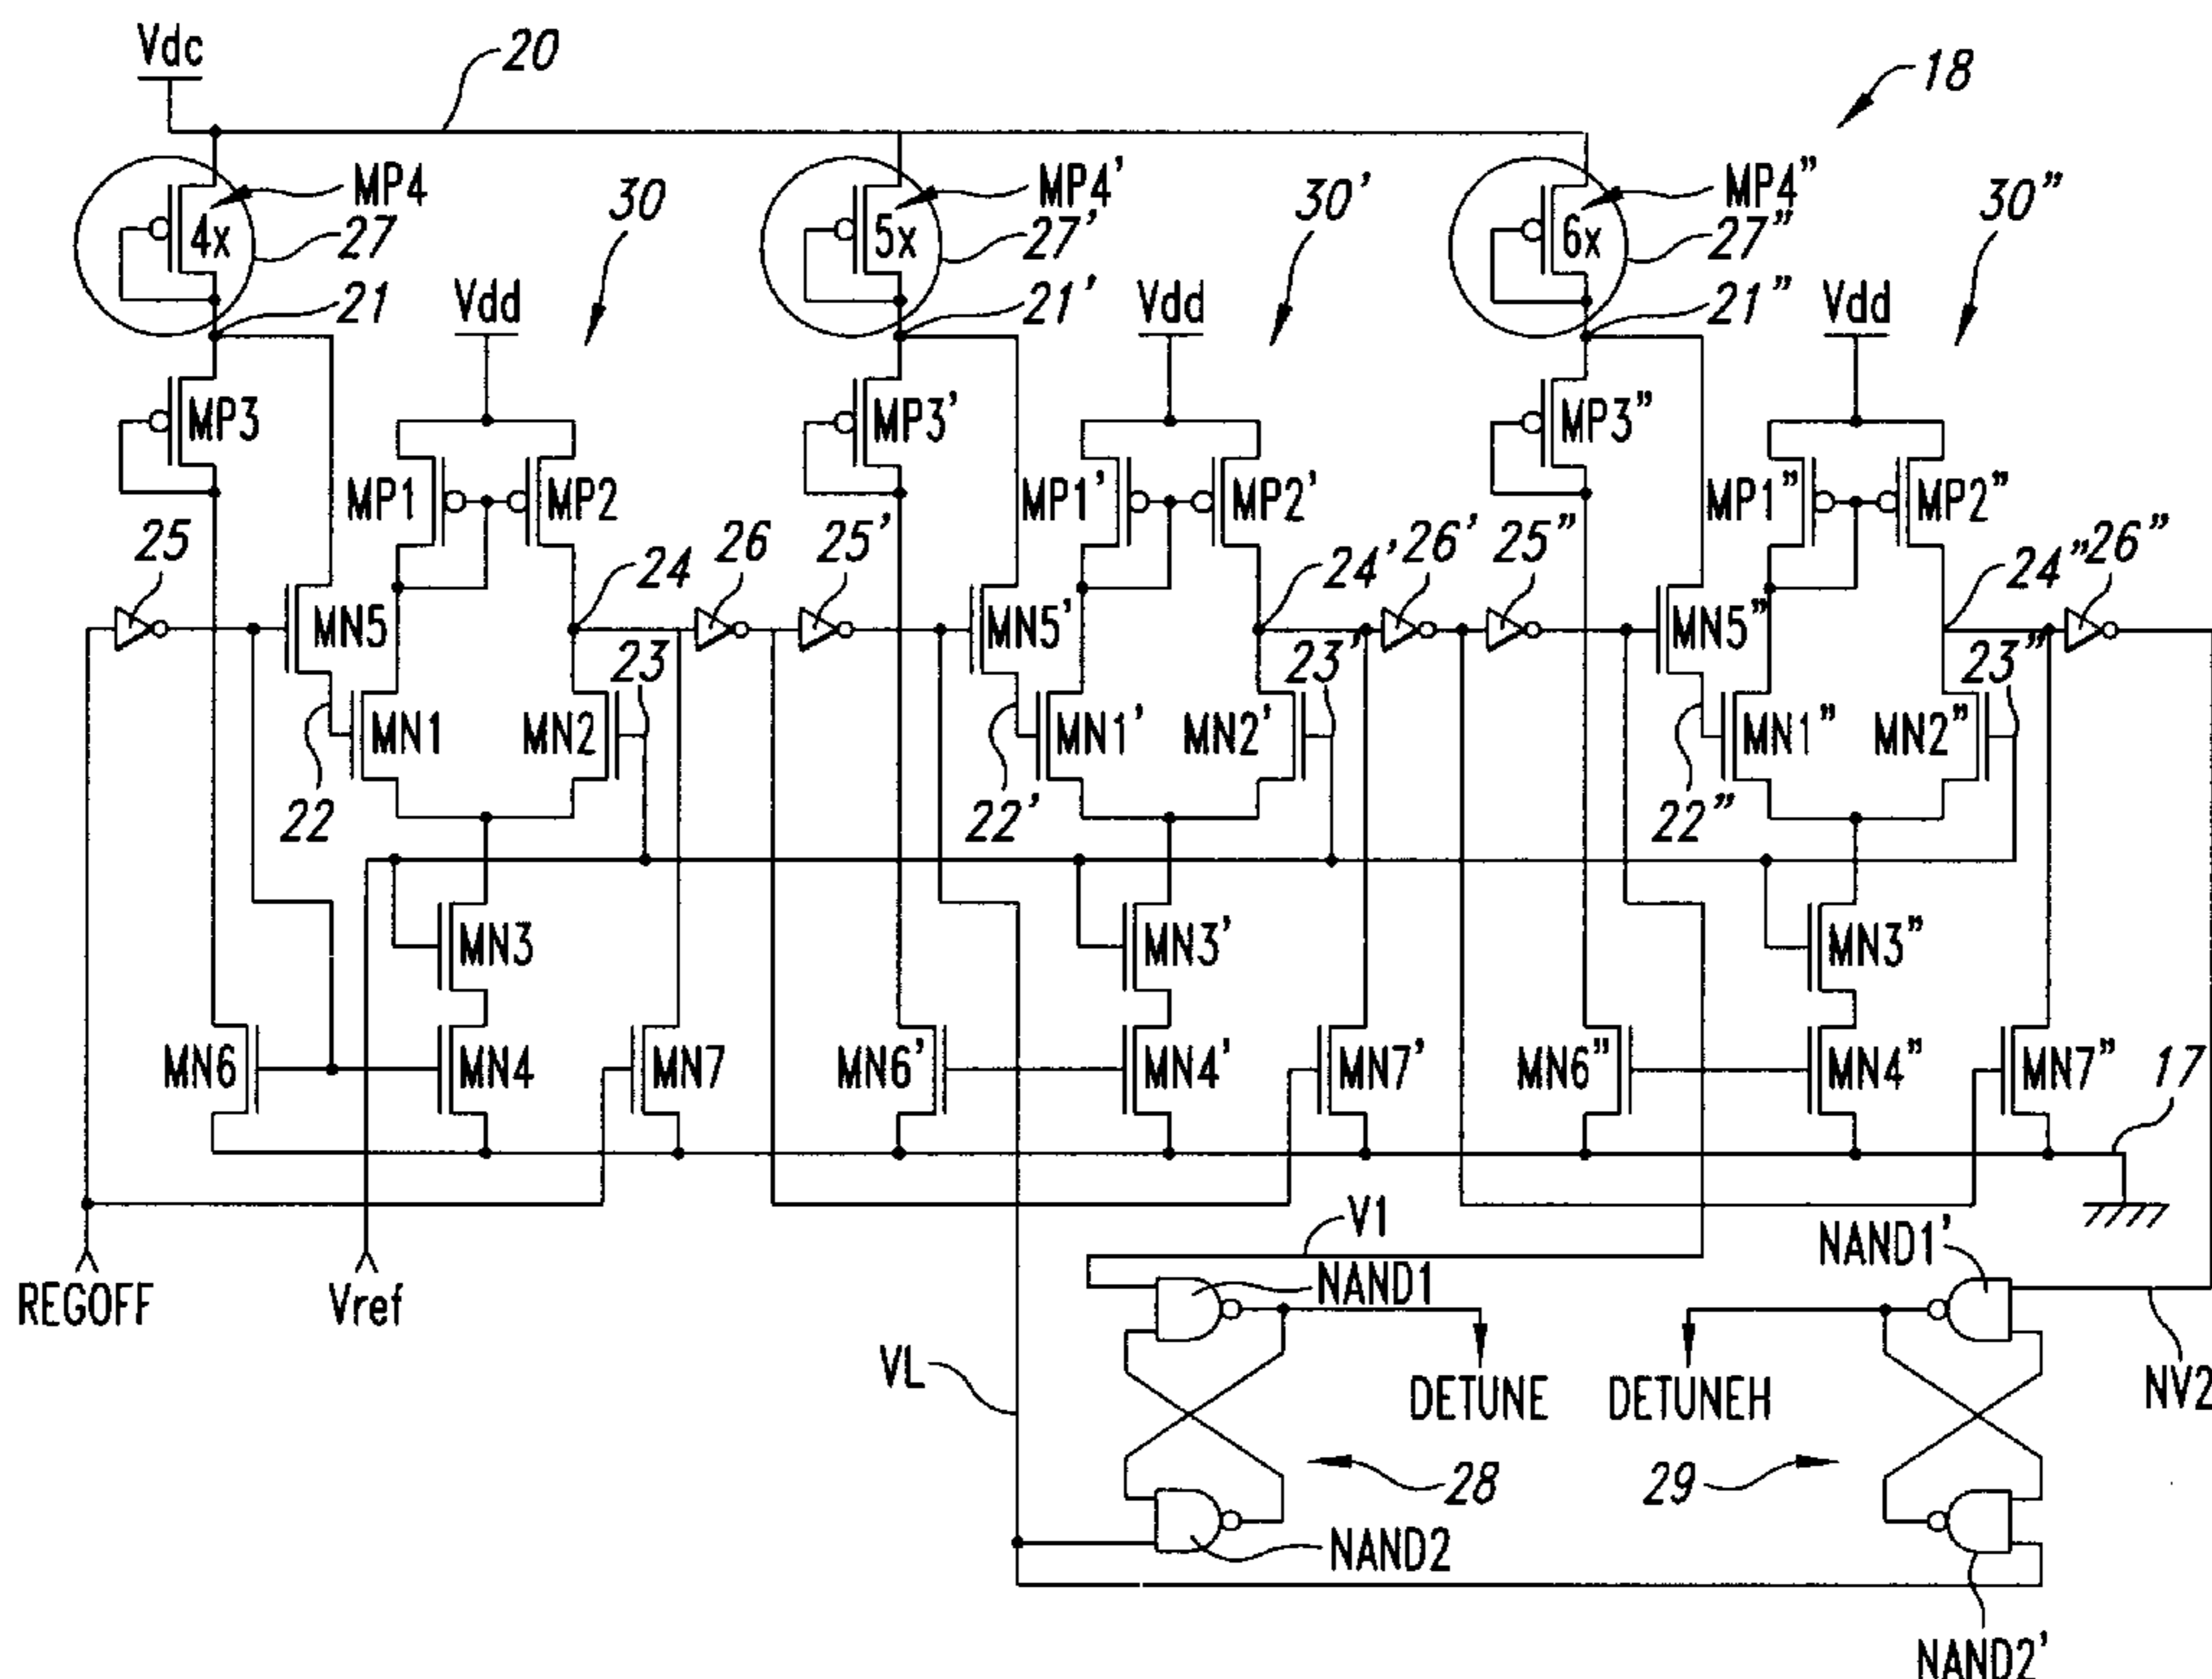 Vdc
20
18
MP4
MP4'
MP4"
30
30'
30"
4x
5x
6x
27
27'
27"
21
21'
21"
Vdd
Vdd
Vdd
MP3
MP3'
MP3"
MP1
MP2
MP1'
MP2'
MP1"
MP2"
25
24
26
25'
24'
26'
25"
24"
26"
MN5
MN5'
MN5"
23
23'
23"
MN1
MN2
MN1'
MN2'
MN1"
MN2"
22
22'
22"
MN3
MN3'
MN3"
MN6
MN4
MN7
MN6'
MN4'
MN7'
MN6"
MN4"
MN7"
17
V1
NAND1'
NAND1
REGOFF
Vref
VL
DETUNE
DETUNEH
NV2
28
29
NAND2
NAND2'